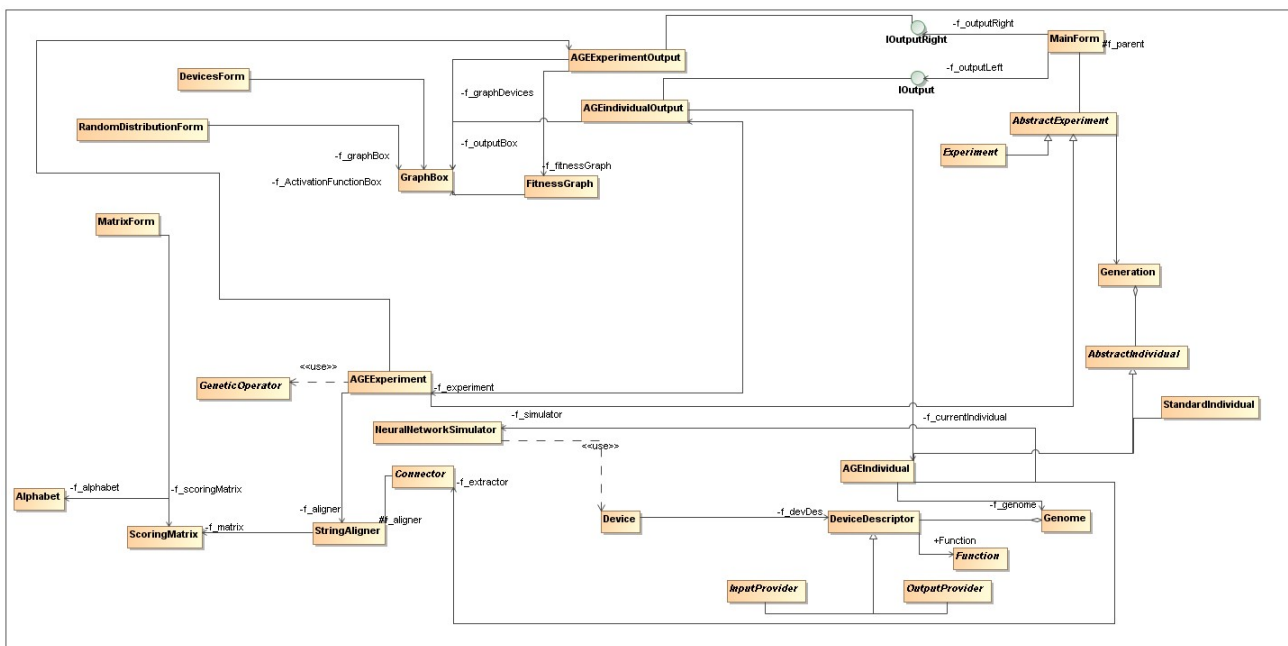 -f_outputRight
IOutputRight
MainForm
#f_parent
AGEExperimentOutput
-f_outputLeft
DevicesForm
IOutput
-f_graphDevices
AGEindividualOutput
AbstractExperiment
RandomDistributionForm
-f_outputBox
Experiment
-f_graphBox
-f_fitnessGraph
GraphBox
FitnessGraph
-f_ActivationFunctionBox
MatrixForm
Generation
AbstractIndividual
<<use>>
AGEExperiment
GeneticOperator
-f_experiment
StandardIndividual
-f_simulator
-f_currentIndividual
NeuralNetworkSimulator
<<use>>
AGEIndividual
Connector
-f_extractor
-f_alphabet
-f_scoringMatrix
Alphabet
-f_genome
-f_aligner
-f_devDes
Device
DeviceDescriptor
Genome
#f_aligner
-f_matrix
StringAligner
ScoringMatrix
+Function
Function
InputProvider
OutputProvider